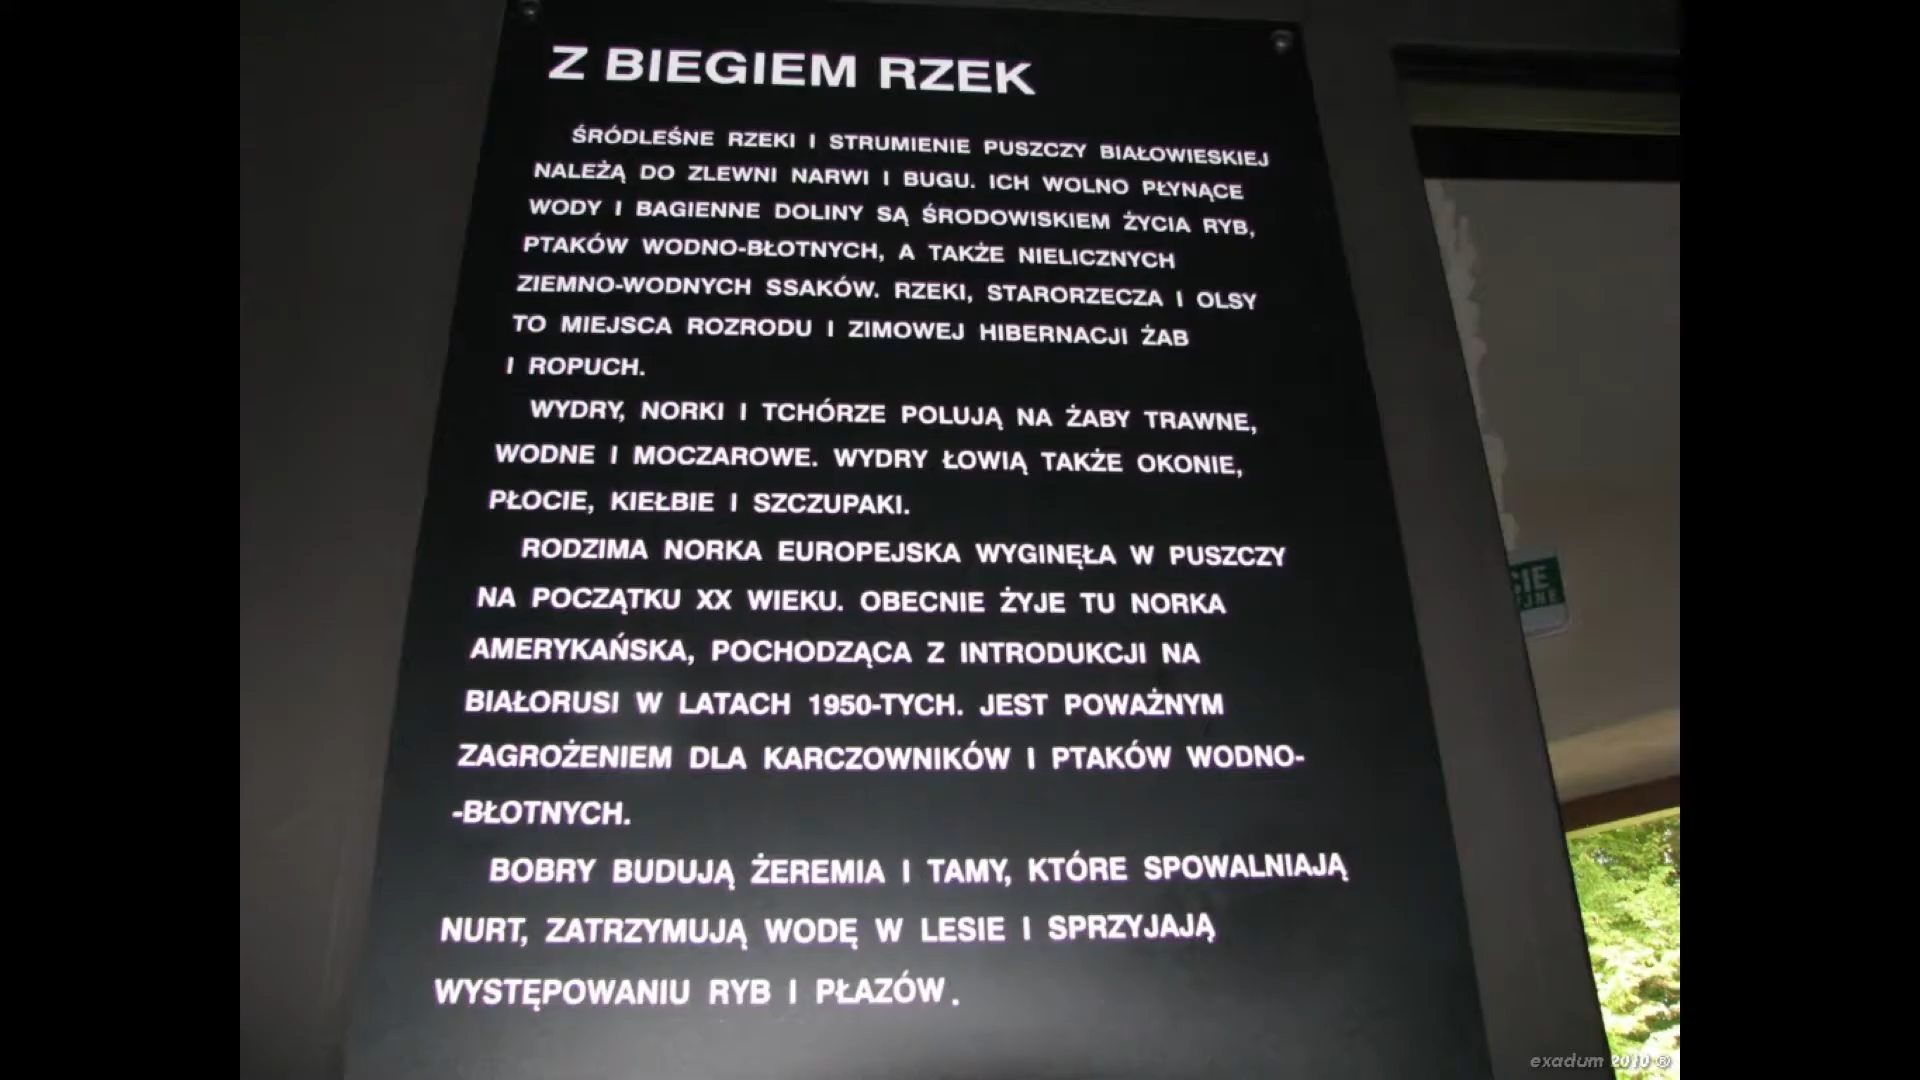 Z BIEGIEM RZEK
ŚRÓDLEŚNE RZEKI I STRUMIENIE PUSZCZY BIAŁOWIESKIEJ
NALEŻĄ DO ZLEWNI NARWI I BUGU. ICH WOLNO PŁYNĄCE
WODY I BAGIENNE DOLINY SĄ ŚRODOWISKIEM ŻYCIA RYB,
PTAKÓW WODNO-BŁOTNYCH, A TAKŻE NIELICZNYCH
ZIEMNO-WODNYCH SSAKÓW. RZEKI, STARORZECZA I OLSY
TO MIEJSCA ROZRODU I ZIMOWEJ HIBERNACJI ŻAB
I ROPUCH.
WYDRY, NORKI I TCHÓRZE POLUJĄ NA ŻABY TRAWNE,
WODNE I MOCZAROWE. WYDRY ŁOWIĄ TAKŻE OKONIE,
PŁOCIE, KIEŁBIE I SZCZUPAKI.
RODZIMA NORKA EUROPEJSKA WYGINĘŁA W PUSZCZY
NA POCZĄTKU XX WIEKU. OBECNIE ŻYJE TU NORKA
AMERYKAŃSKA, POCHODZĄCA Z INTRODUKCJI NA
BIAŁORUSI W LATACH 1950-TYCH. JEST POWAŻNYM
ZAGROŻENIEM DLA KARCZOWNIKÓW I PTAKÓW WODNO-
-BŁOTNYCH.
BOBRY BUDUJĄ ŻEREMIA I TAMY, KTÓRE SPOWALNIAJĄ
NURT, ZATRZYMUJĄ WODĘ W LESIE I SPRZYJAJĄ
WYSTĘPOWANIU RYB I PŁAZÓW.
exadum 2010 ®